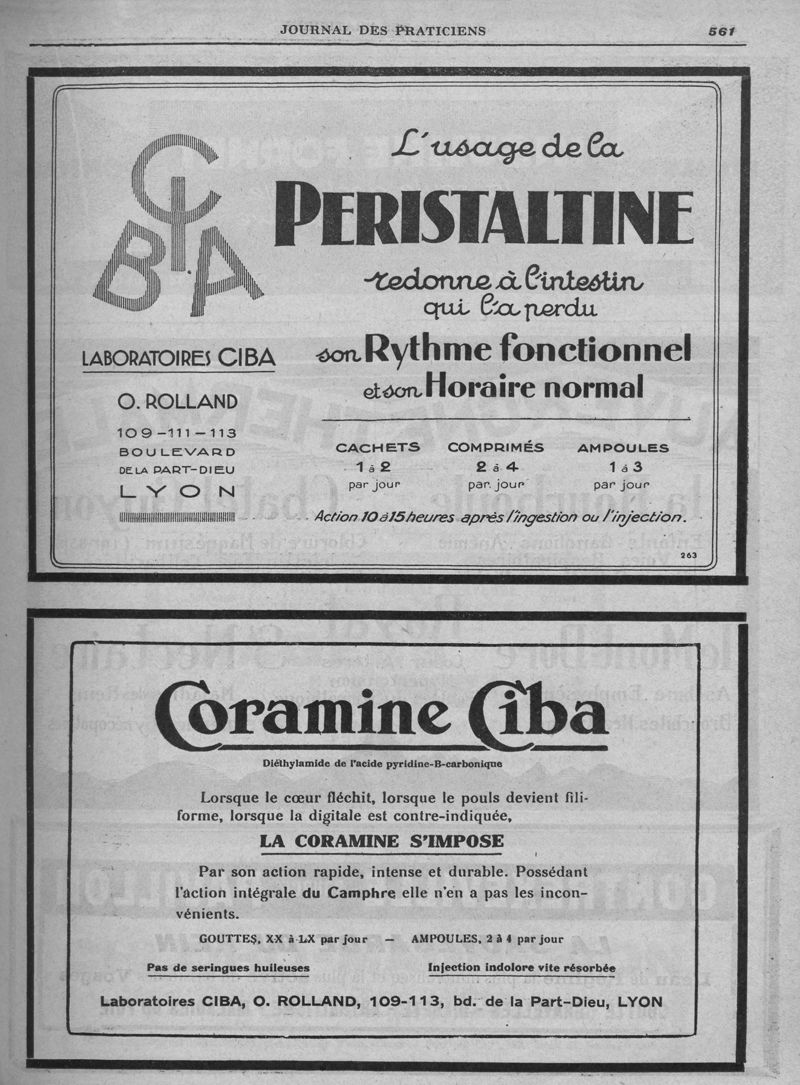 JOURNAL DES PRATICIENS
561
CIBA
LABORATOIRES CIBA
O. ROLLAND
109-111-113
BOULEVARD
DE LA PART-DIEU
LYON
L'usage de la
PERISTALTINE
redonne à l'intestin
qui l'a perdu
son Rythme fonctionnel
et son Horaire normal
CACHETS
1 à 2
par jour
COMPRIMÉS
2 à 4
par jour
AMPOULES
1 à 3
par jour
Action 10 à 15 heures après l'ingestion ou l'injection.
263
Coramine Ciba
Diéthylamide de l'acide pyridine-B-carbonique
Lorsque le cœur fléchit, lorsque le pouls devient fili-
forme, lorsque la digitale est contre-indiquée,
LA CORAMINE S'IMPOSE
Par son action rapide, intense et durable. Possédant
l'action intégrale du Camphre elle n'en a pas les incon-
vénients.
GOUTTES, XX à LX par jour — AMPOULES, 2 à 4 par jour
Pas de seringues huileuses
Injection indolore vite résorbée
Laboratoires CIBA, O. ROLLAND, 109-113, bd. de la Part-Dieu, LYON